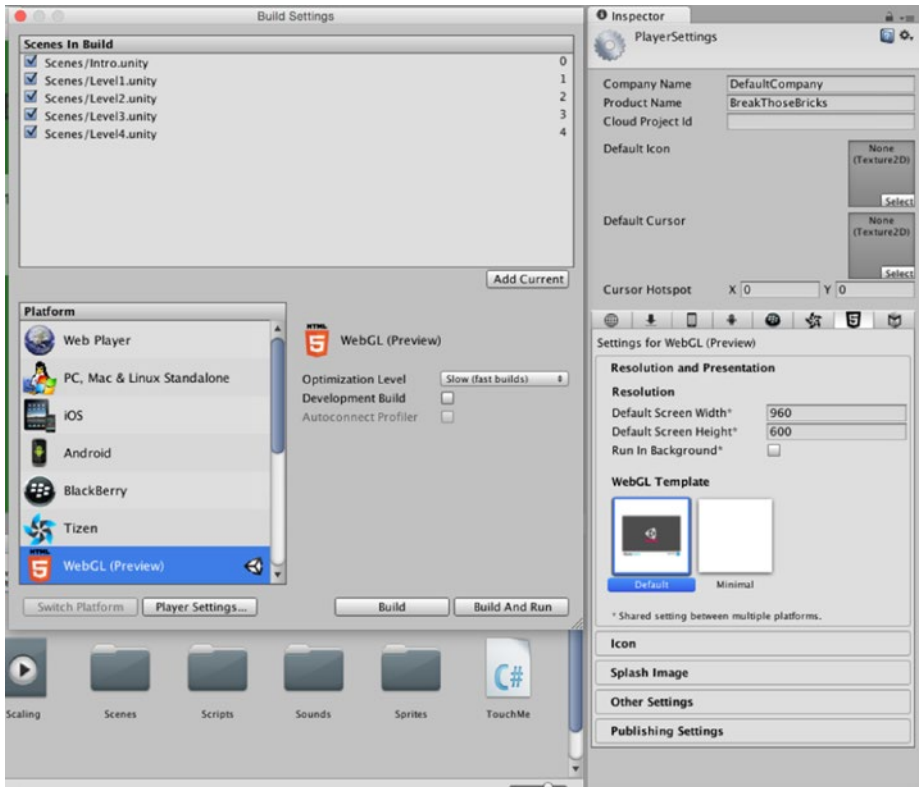 Build Settings
Scenes In Build
Scenes/Intro.unity 0
Scenes/Level1.unity 1
Scenes/Level2.unity 2
Scenes/Level3.unity 3
Scenes/Level4.unity 4
Add Current
Platform
Web Player
PC, Mac & Linux Standalone
iOS
Android
BlackBerry
Tizen
HTML
5
WebGL (Preview)
HTML
5
WebGL (Preview)
Optimization Level Slow (fast builds)
Development Build
Autoconnect Profiler
Switch Platform Player Settings... Build Build And Run
C#
Scaling Scenes Scripts Sounds Sprites TouchMe
Inspector
PlayerSettings
Company Name DefaultCompany
Product Name BreakThoseBricks
Cloud Project Id
Default Icon None
(Texture2D)
Select
Default Cursor None
(Texture2D)
Select
Cursor Hotspot X 0 Y 0
5
Settings for WebGL (Preview)
Resolution and Presentation
Resolution
Default Screen Width* 960
Default Screen Height* 600
Run In Background*
WebGL Template
Default Minimal
* Shared setting between multiple platforms.
Icon
Splash Image
Other Settings
Publishing Settings